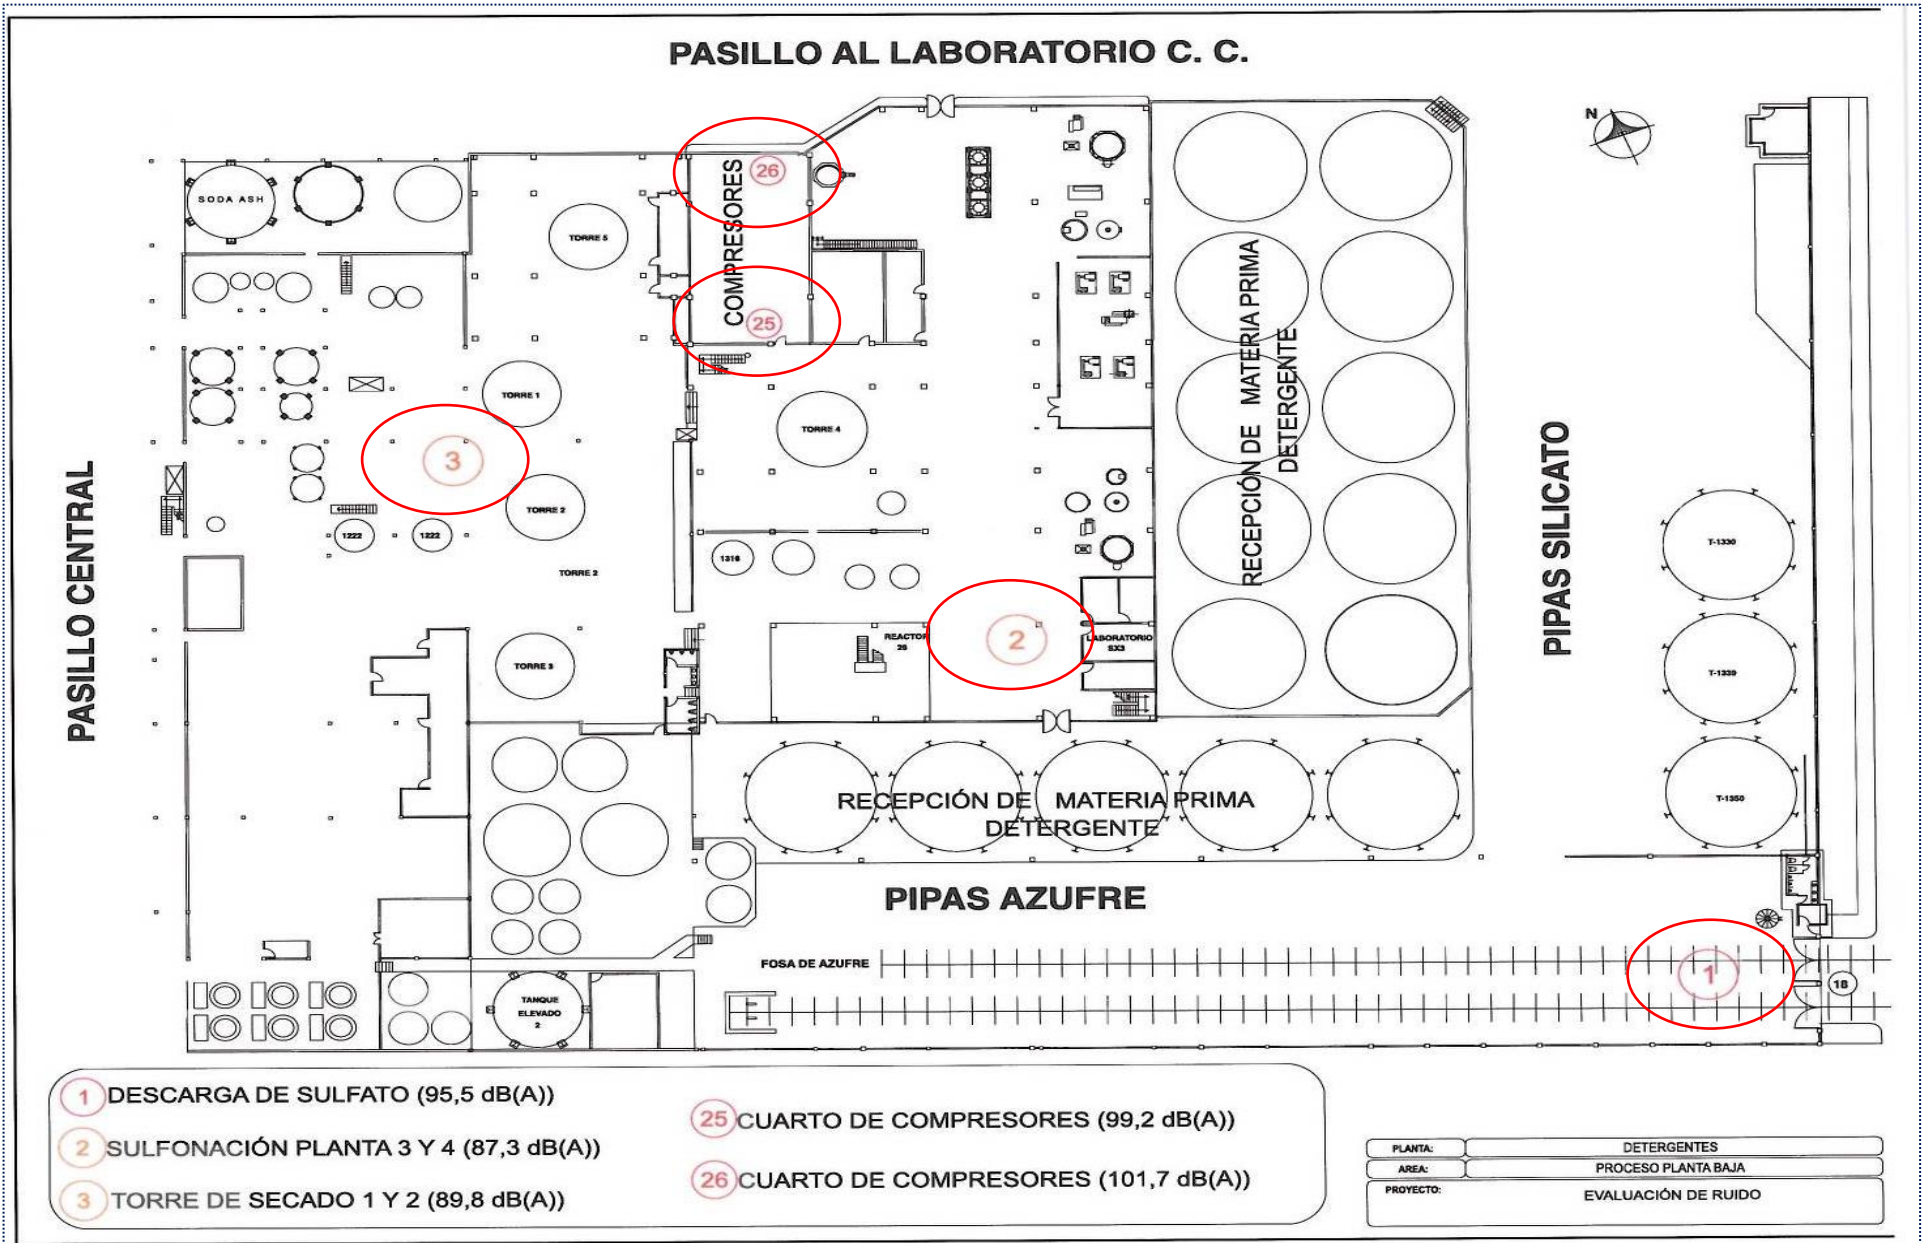 PASILLO AL LABORATORIO C. C.
N
SODA ASH
TORRE 5
COMPRESORES
26
25
TORRE 1
TORRE 4
3
TORRE 2
1222
1222
TORRE 2
1316
TORRE 3
REACTOR
26
2
LABORATORIO
SX3
RECEPCIÓN DE MATERIA PRIMA
DETERGENTE
PASILLO CENTRAL
PIPAS SILICATO
T-1330
T-1339
T-1350
RECEPCIÓN DE MATERIA PRIMA
DETERGENTE
PIPAS AZUFRE
FOSA DE AZUFRE
1
18
TANQUE
ELEVADO
2
1 DESCARGA DE SULFATO (95,5 dB(A))
2 SULFONACIÓN PLANTA 3 Y 4 (87,3 dB(A))
3 TORRE DE SECADO 1 Y 2 (89,8 dB(A))
25 CUARTO DE COMPRESORES (99,2 dB(A))
26 CUARTO DE COMPRESORES (101,7 dB(A))
PLANTA: DETERGENTES
AREA: PROCESO PLANTA BAJA
PROYECTO: EVALUACIÓN DE RUIDO